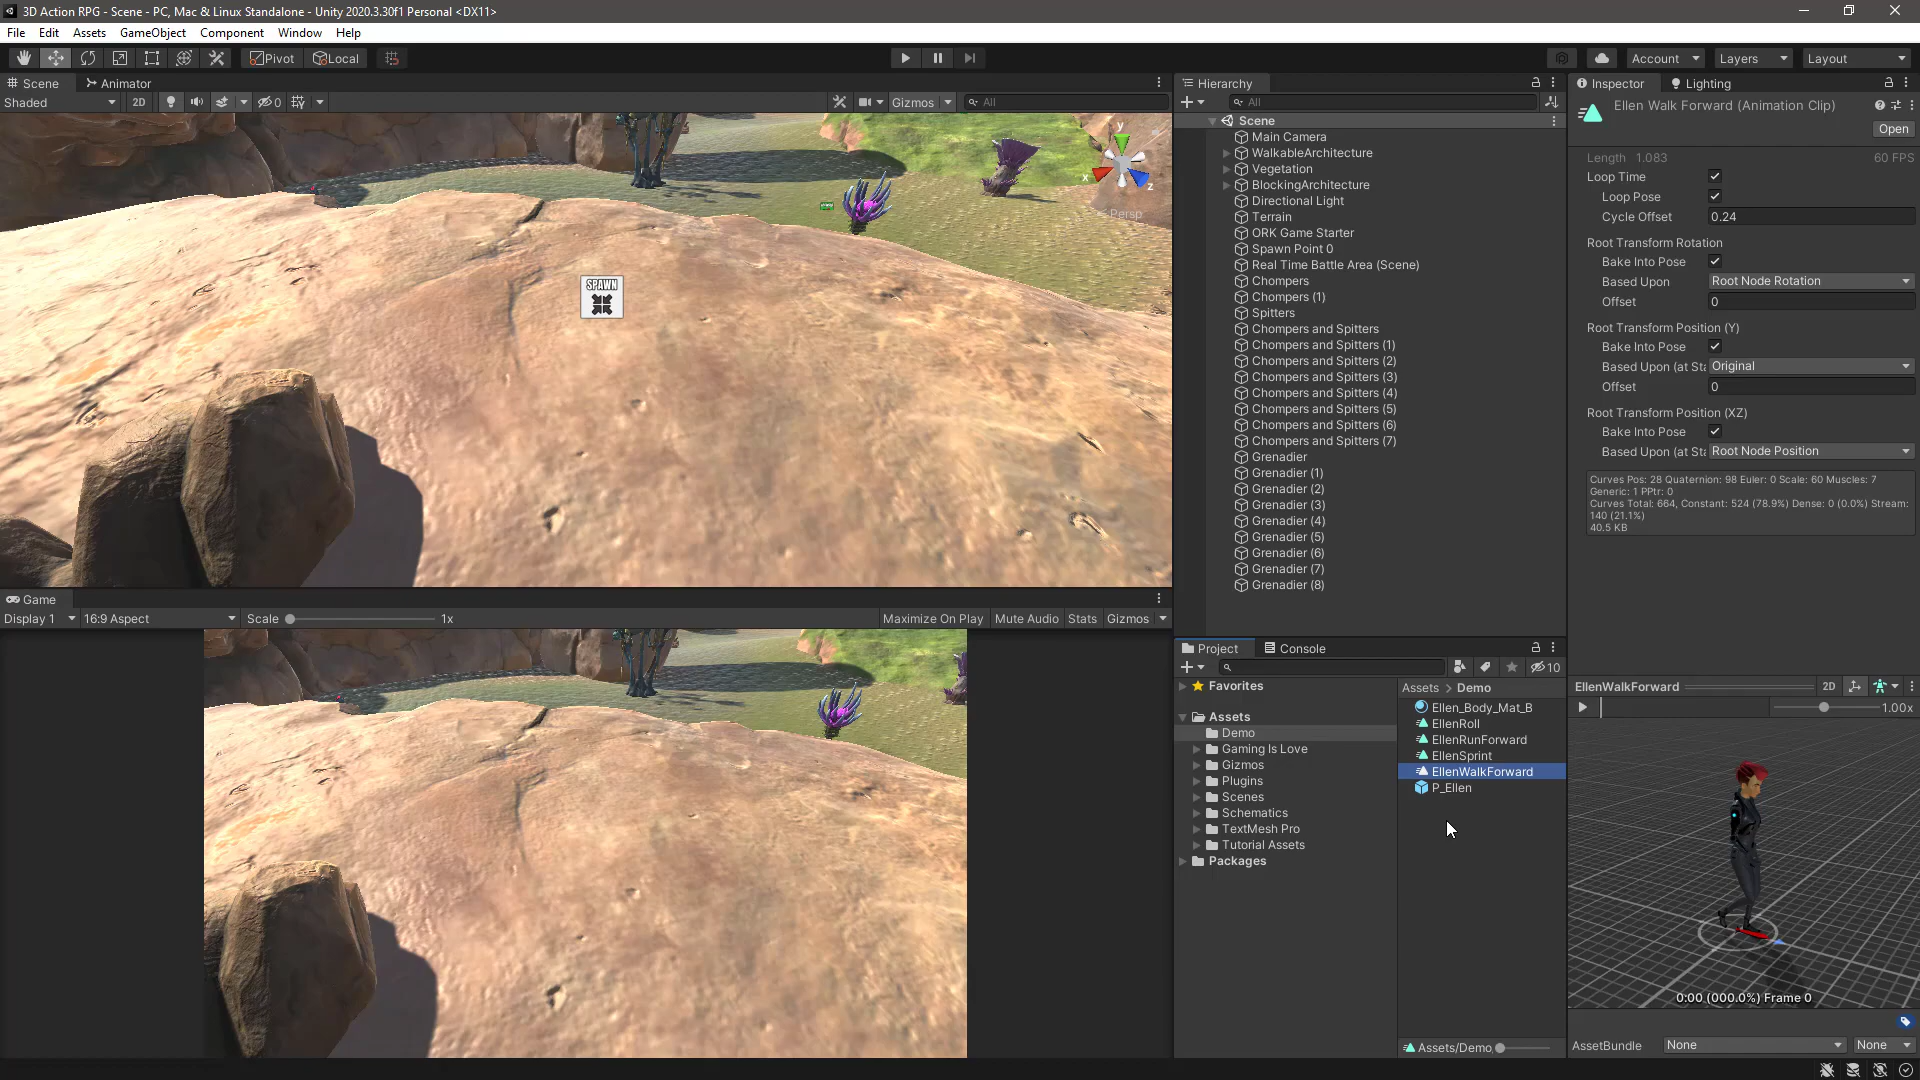 3D Action RPG - Scene - PC, Mac & Linux Standalone - Unity 2020.3.30f1 Personal <DX11>
File Edit Assets GameObject Component Window Help
Pivot Local
Account Layers Layout
Scene Animator
Shaded 2D 0 Gizmos All
y
x
z
Persp
SPAWN
Game
Display 1 16:9 Aspect Scale 1x Maximize On Play Mute Audio Stats Gizmos
Hierarchy
All
Scene
Main Camera
WalkableArchitecture
Vegetation
BlockingArchitecture
Directional Light
Terrain
ORK Game Starter
Spawn Point 0
Real Time Battle Area (Scene)
Chompers
Chompers (1)
Spitters
Chompers and Spitters
Chompers and Spitters (1)
Chompers and Spitters (2)
Chompers and Spitters (3)
Chompers and Spitters (4)
Chompers and Spitters (5)
Chompers and Spitters (6)
Chompers and Spitters (7)
Grenadier
Grenadier (1)
Grenadier (2)
Grenadier (3)
Grenadier (4)
Grenadier (5)
Grenadier (6)
Grenadier (7)
Grenadier (8)
Project Console
10
Favorites
Assets
Demo
Gaming Is Love
Gizmos
Plugins
Scenes
Schematics
TextMesh Pro
Tutorial Assets
Packages
Assets > Demo
Ellen_Body_Mat_B
EllenRoll
EllenRunForward
EllenSprint
EllenWalkForward
P_Ellen
Assets/Demo
Inspector Lighting
Ellen Walk Forward (Animation Clip)
Open
Length 1.083 60 FPS
Loop Time
Loop Pose
Cycle Offset 0.24
Root Transform Rotation
Bake Into Pose
Based Upon Root Node Rotation
Offset 0
Root Transform Position (Y)
Bake Into Pose
Based Upon (at Sta Original
Offset 0
Root Transform Position (XZ)
Bake Into Pose
Based Upon (at Sta Root Node Position
Curves Pos: 28 Quaternion: 98 Euler: 0 Scale: 60 Muscles: 7
Generic: 1 PPtr: 0
Curves Total: 664, Constant: 524 (78.9%) Dense: 0 (0.0%) Stream:
140 (21.1%)
40.5 KB
EllenWalkForward 2D
1.00x
0:00 (000.0%) Frame 0
AssetBundle None None